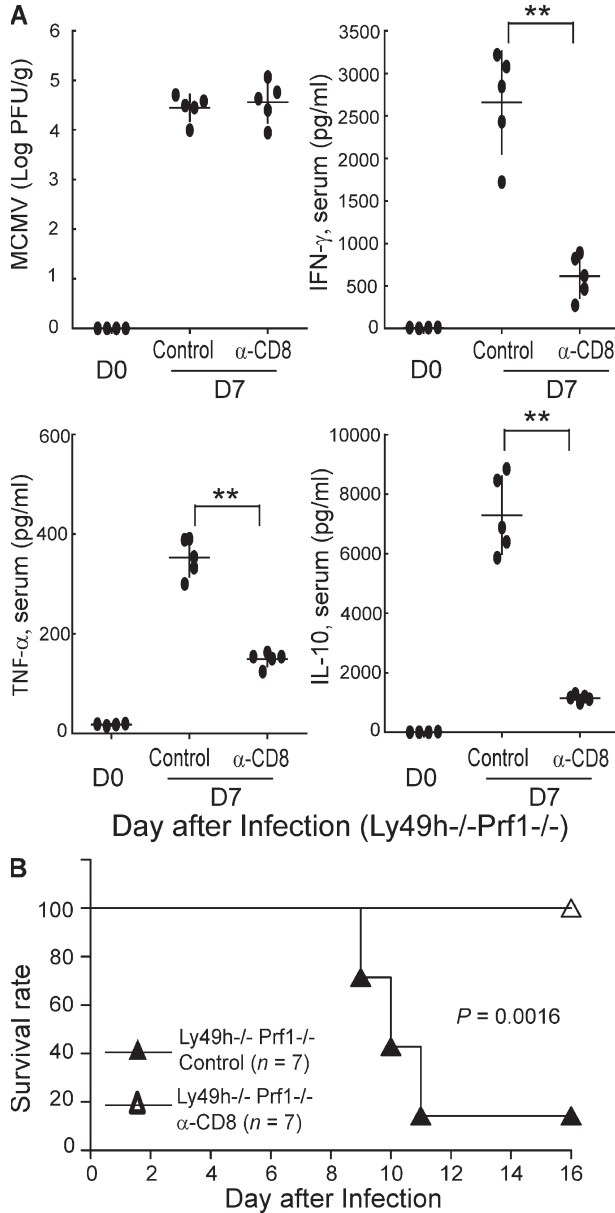 A
MCMV (Log PFU/g)
6
5
4
3
2
1
0
D0
Control
α-CD8
D7
**
IFN-γ, serum (pg/ml)
3500
3000
2500
2000
1500
1000
500
0
D0
Control
α-CD8
D7
TNF-α, serum (pg/ml)
600
400
200
0
**
D0
Control
α-CD8
D7
**
IL-10, serum (pg/ml)
10000
8000
6000
4000
2000
0
D0
Control
α-CD8
D7
Day after Infection (Ly49h-/-Prf1-/-)
B
Survival rate
100
80
60
40
20
0
P = 0.0016
Ly49h-/- Prf1-/-
Control (n = 7)
Ly49h-/- Prf1-/-
α-CD8 (n = 7)
0 2 4 6 8 10 12 14 16
Day after Infection